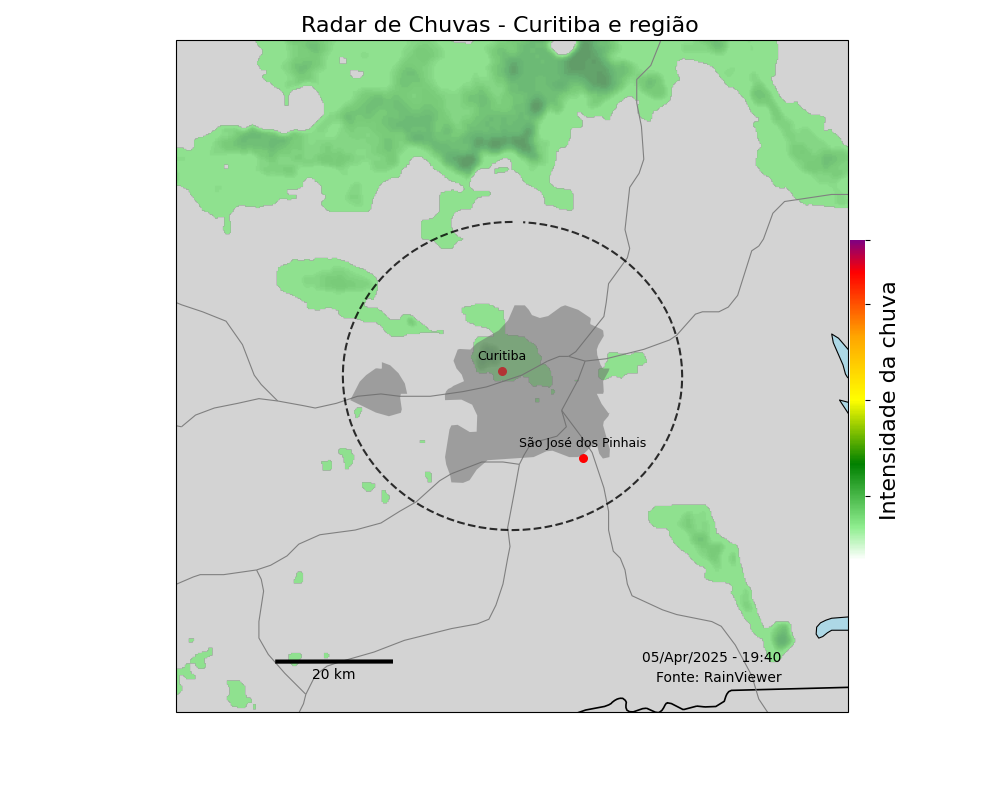 Radar de Chuvas - Curitiba e região
Curitiba
São José dos Pinhais
Intensidade da chuva
20 km
05/Apr/2025 - 19:40
Fonte: RainViewer